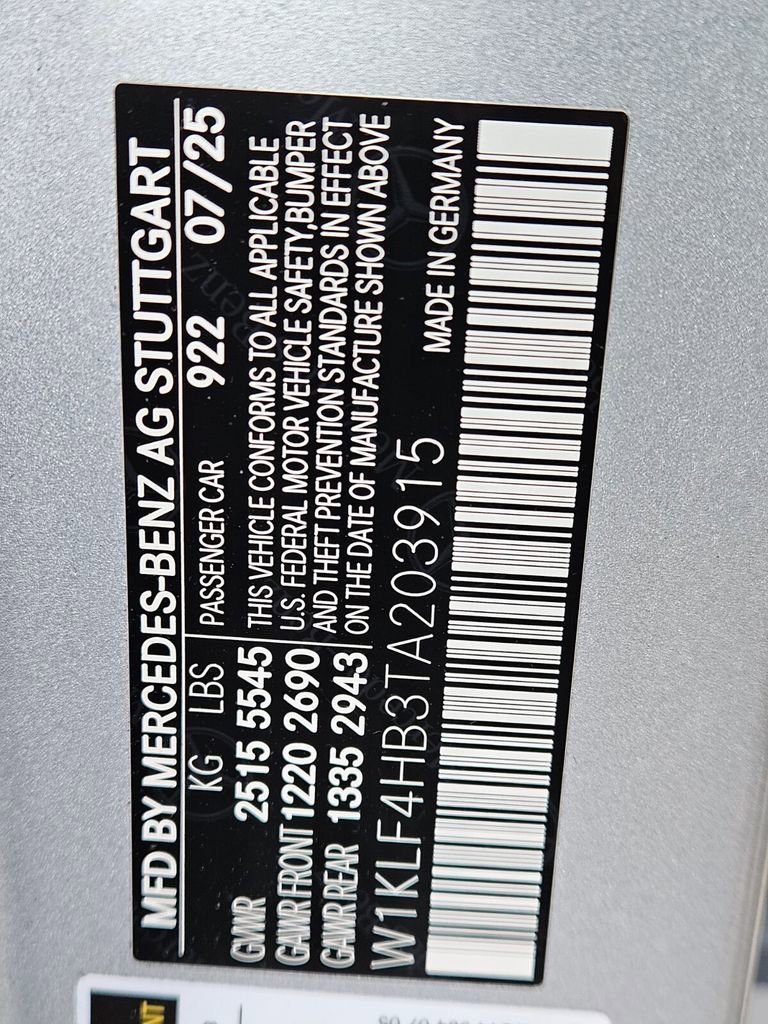 MFD BY MERCEDES-BENZ AG STUTTGART
KG LBS PASSENGER CAR 922 07/25
GVWR 2515 5545 THIS VEHICLE CONFORMS TO ALL APPLICABLE
GAWR FRONT 1220 2690 U.S. FEDERAL MOTOR VEHICLE SAFETY,BUMPER
GAWR REAR 1335 2943 AND THEFT PREVENTION STANDARDS IN EFFECT
ON THE DATE OF MANUFACTURE SHOWN ABOVE
W1KLF4HB3TA203915 MADE IN GERMANY